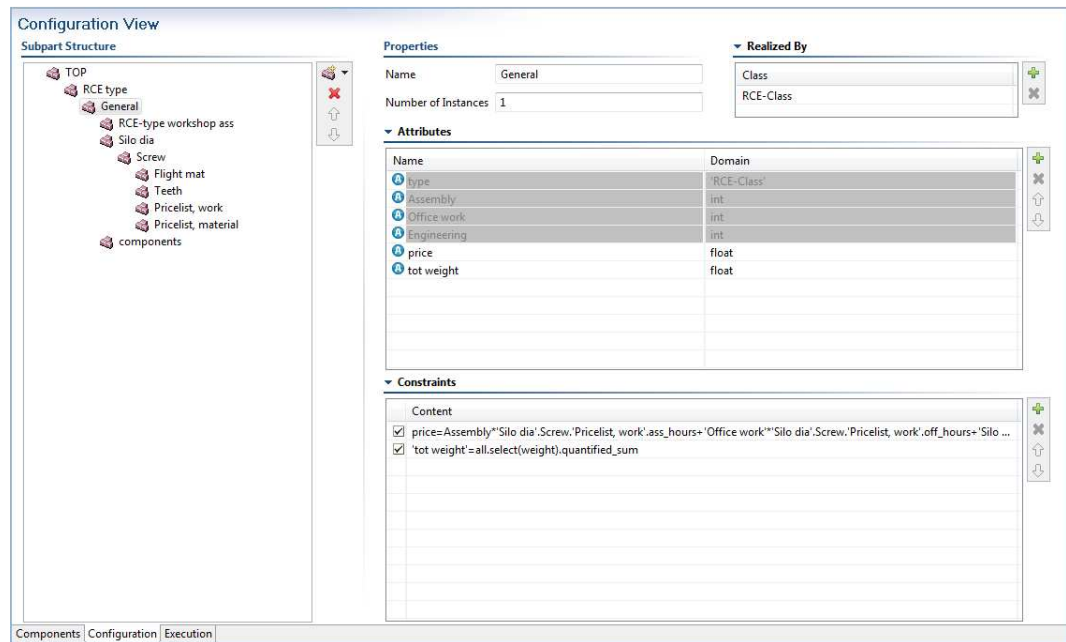 Configuration View
Subpart Structure
TOP
RCE type
General
RCE-type workshop ass
Silo dia
Screw
Flight mat
Teeth
Pricelist, work
Pricelist, material
components
Properties
Name General
Number of Instances 1
Realized By
Class
RCE-Class
Attributes
Name Domain
type 'RCE-Class'
Assembly int
Office work int
Engineering int
price float
tot weight float
Constraints
Content
price=Assembly*'Silo dia'.Screw.'Pricelist, work'.ass_hours+'Office work'*'Silo dia'.Screw.'Pricelist, work'.off_hours+'Silo ...
'tot weight'=all.select(weight).quantified_sum
Components Configuration Execution